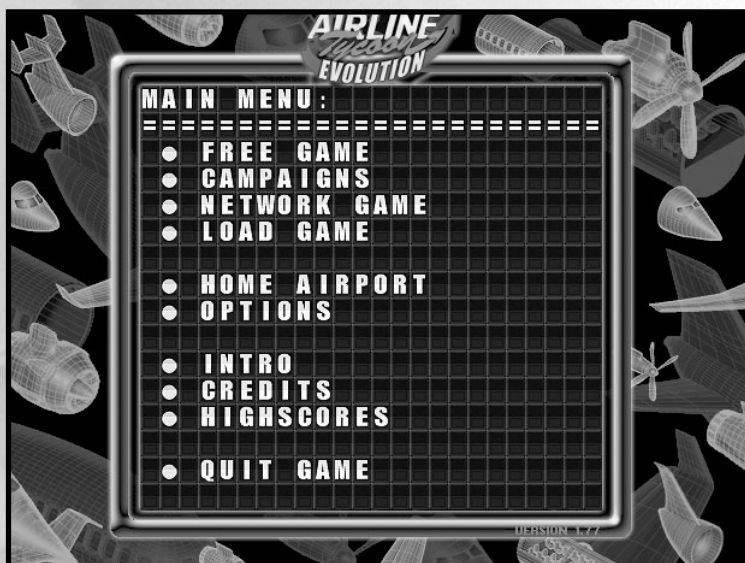 AIRLINE
Tycoon
EVOLUTION
MAIN MENU:
========================
● FREE GAME
● CAMPAIGNS
● NETWORK GAME
● LOAD GAME
● HOME AIRPORT
● OPTIONS
● INTRO
● CREDITS
● HIGHSCORES
● QUIT GAME
VERSION 1.77